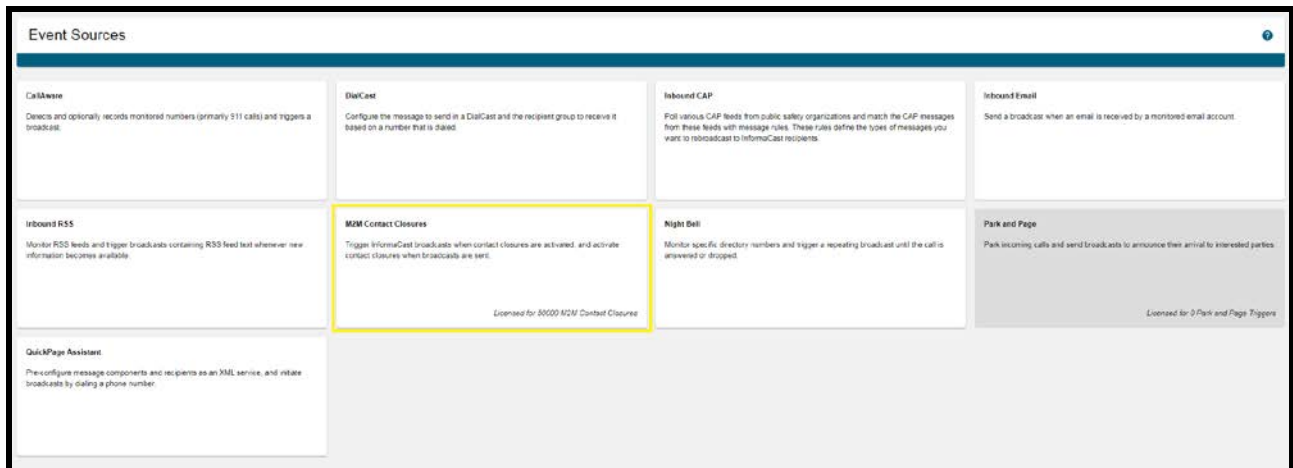 Event Sources
?
CallAware
Detects and optionally records monitored numbers (primarily 911 calls) and triggers a
broadcast.
DialCast
Configure the message to send in a DialCast and the recipient group to receive it
based on a number that is dialed.
Inbound CAP
Poll various CAP feeds from public safety organizations and match the CAP messages
from these feeds with message rules. These rules define the types of messages you
want to rebroadcast to InformaCast recipients.
Inbound Email
Send a broadcast when an email is received by a monitored email account.
Inbound RSS
Monitor RSS feeds and trigger broadcasts containing RSS feed text whenever new
information becomes available.
M2M Contact Closures
Trigger InformaCast broadcasts when contact closures are activated, and activate
contact closures when broadcasts are sent.
Licensed for 50000 M2M Contact Closures
Night Bell
Monitor specific directory numbers and trigger a repeating broadcast until the call is
answered or dropped.
Park and Page
Park incoming calls and send broadcasts to announce their arrival to interested parties.
Licensed for 0 Park and Page Triggers
QuickPage Assistant
Pre-configure message components and recipients as an XML service, and initiate
broadcasts by dialing a phone number.